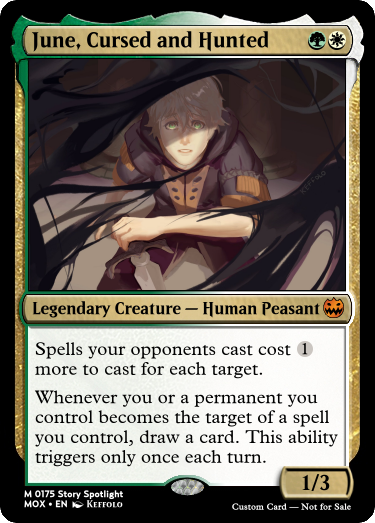 June, Cursed and Hunted
KEFFOLO
Legendary Creature — Human Peasant
Spells your opponents cast cost 1
more to cast for each target.
Whenever you or a permanent you
control becomes the target of a spell
you control, draw a card. This ability
triggers only once each turn.
1/3
M 0175 Story Spotlight
MOX • EN Keffolo
Custom Card — Not for Sale